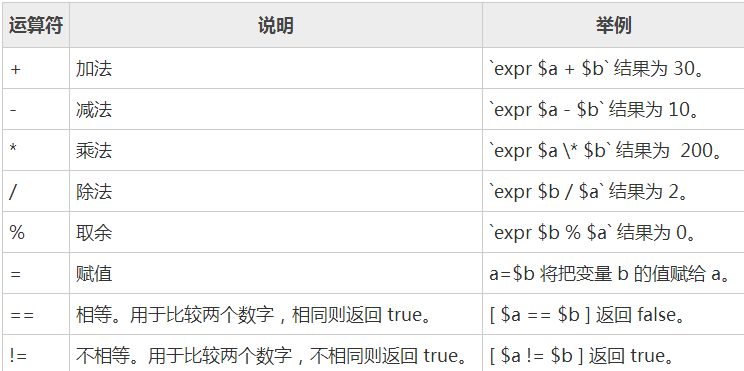 运算符 说明 举例
+ 加法 `expr $a + $b` 结果为 30。
- 减法 `expr $a - $b` 结果为 10。
* 乘法 `expr $a \* $b` 结果为 200。
/ 除法 `expr $b / $a` 结果为 2。
% 取余 `expr $b % $a` 结果为 0。
= 赋值 a=$b 将把变量 b 的值赋给 a。
== 相等。用于比较两个数字，相同则返回 true。 [ $a == $b ] 返回 false。
!= 不相等。用于比较两个数字，不相同则返回 true。 [ $a != $b ] 返回 true。